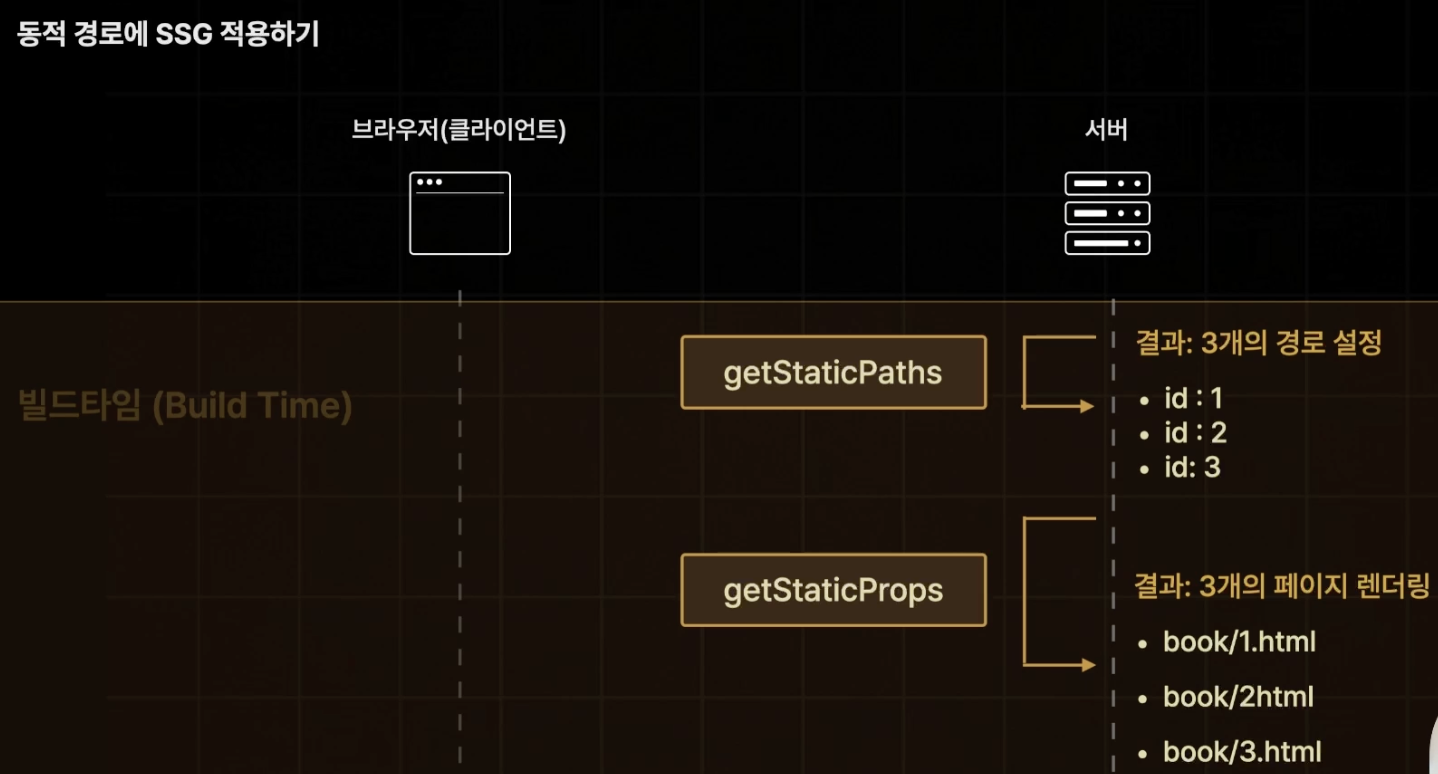 동적 경로에 SSG 적용하기
브라우저(클라이언트)
서버
빌드타임 (Build Time)
getStaticPaths
결과: 3개의 경로 설정
• id : 1
• id : 2
• id: 3
getStaticProps
결과: 3개의 페이지 렌더링
• book/1.html
• book/2html
• book/3.html